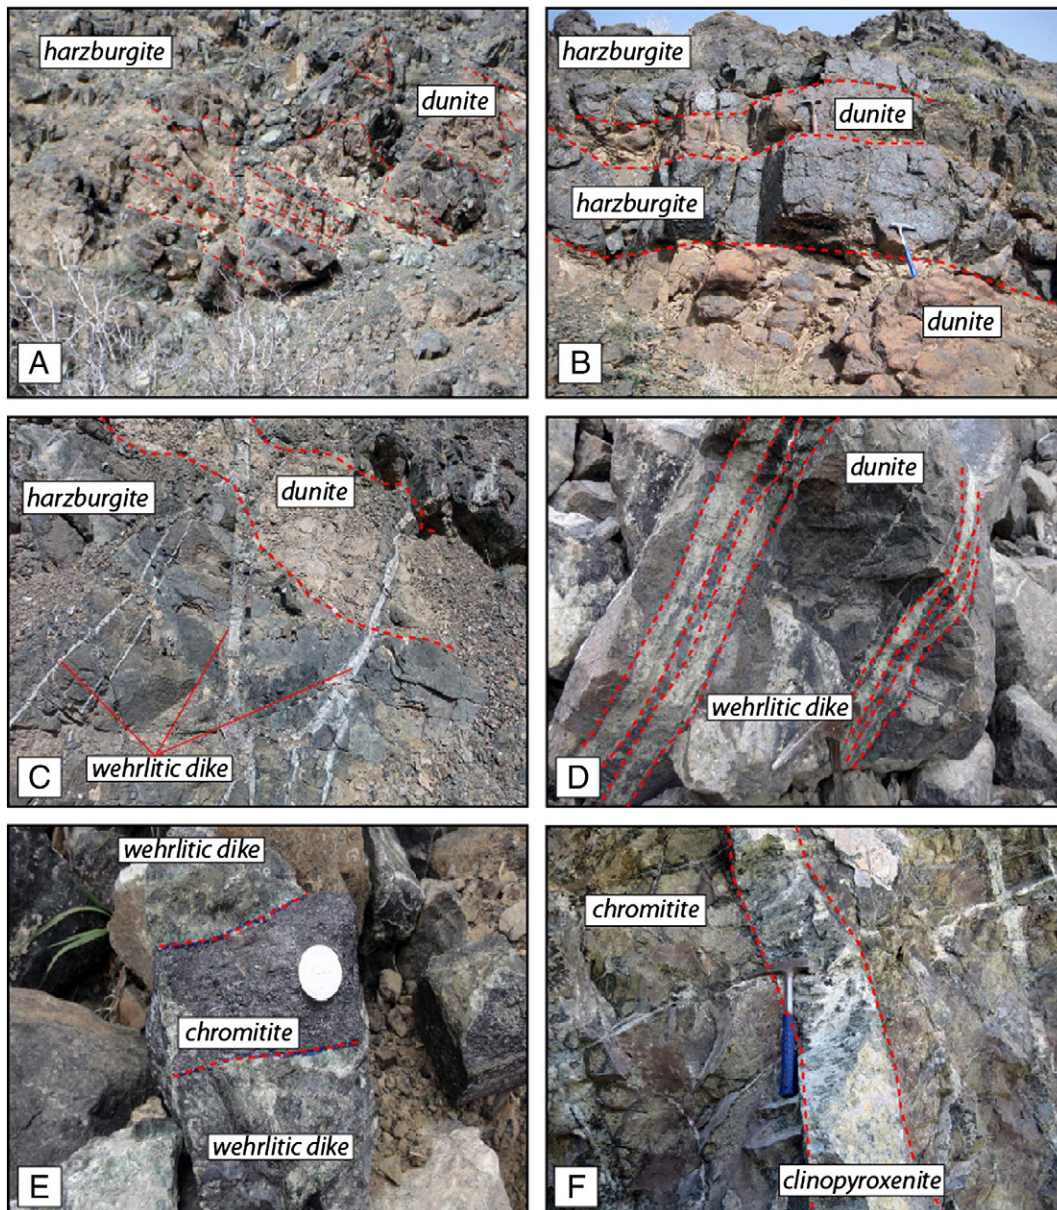 harzburgite
dunite
A
harzburgite
dunite
harzburgite
dunite
B
harzburgite
dunite
wehrlitic dike
C
dunite
wehrlitic dike
D
wehrlitic dike
chromitite
wehrlitic dike
E
chromitite
clinopyroxenite
F